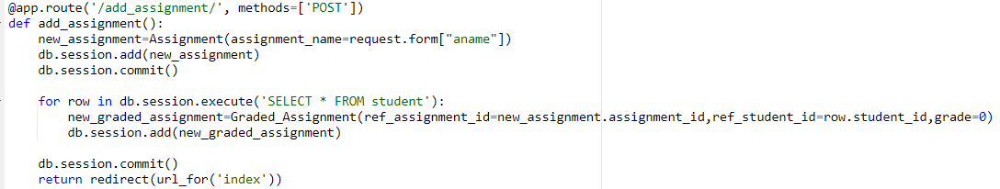 @app.route('/add_assignment/', methods=['POST'])
def add_assignment():
    new_assignment=Assignment(assignment_name=request.form["aname"])
    db.session.add(new_assignment)
    db.session.commit()

    for row in db.session.execute('SELECT * FROM student'):
        new_graded_assignment=Graded_Assignment(ref_assignment_id=new_assignment.assignment_id,ref_student_id=row.student_id,grade=0)
        db.session.add(new_graded_assignment)

    db.session.commit()
    return redirect(url_for('index'))